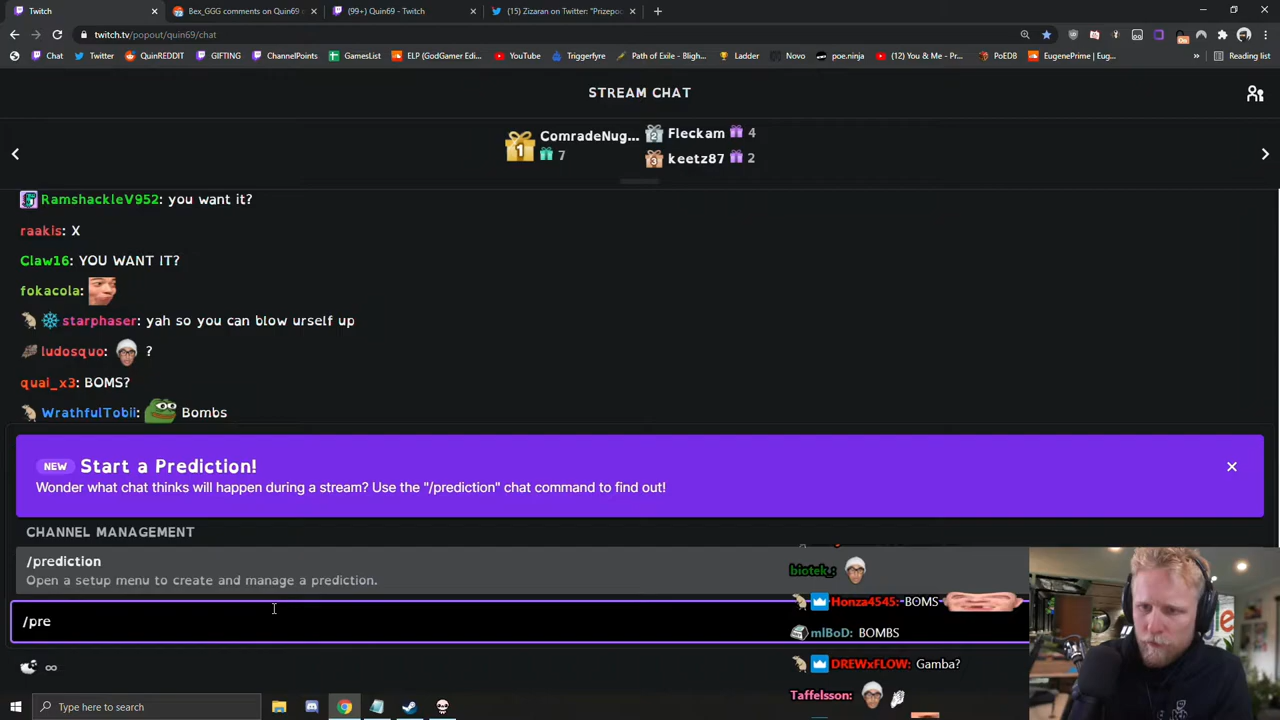 Twitch
Bex_GGG comments on Quin69 o
(99+) Quin69 - Twitch
(15) Zizaran on Twitter: "Prizepoo
twitch.tv/popout/quin69/chat
Chat
Twitter
QuinREDDIT
GIFTING
ChannelPoints
GamesList
ELP (GodGamer Edi...
YouTube
Triggerfyre
Path of Exile - Bligh...
Ladder
Novo
poe.ninja
(12) You & Me - Pr...
PoEDB
EugenePrime | Eug...
»
Reading list
STREAM CHAT
1
ComradeNug...
7
2
Fleckam
4
3
keetz87
2
RamshackleV952: you want it?
raakis: X
Claw16: YOU WANT IT?
fokacola:
starphaser: yah so you can blow urself up
ludosquo: ?
quai_x3: BOMS?
WrathfulTobii: Bombs
NEW Start a Prediction!
Wonder what chat thinks will happen during a stream? Use the "/prediction" chat command to find out!
CHANNEL MANAGEMENT
/prediction
Open a setup menu to create and manage a prediction.
/pre
∞
biotek_:
Honza4545: BOMS
mlBoD: BOMBS
DREWxFLOW: Gamba?
Taffelsson:
Type here to search